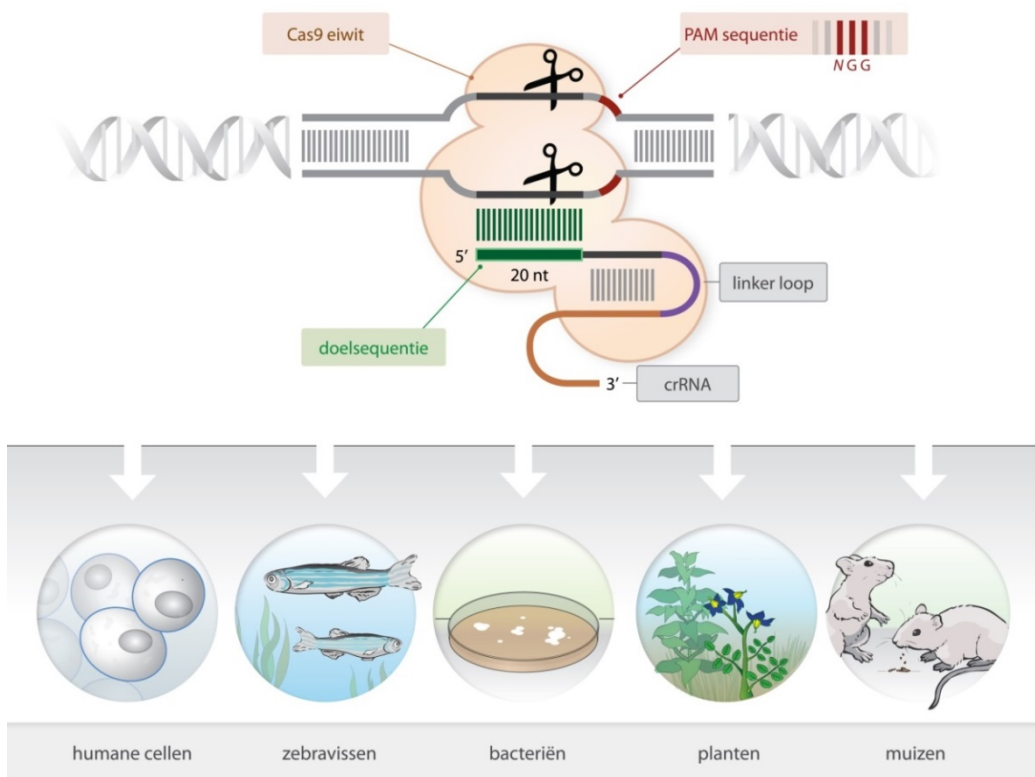 Cas9 eiwit
PAM sequentie
NGG
5’
20 nt
linker loop
doelsequentie
3’
crRNA
humane cellen
zebravissen
bacteriën
planten
muizen